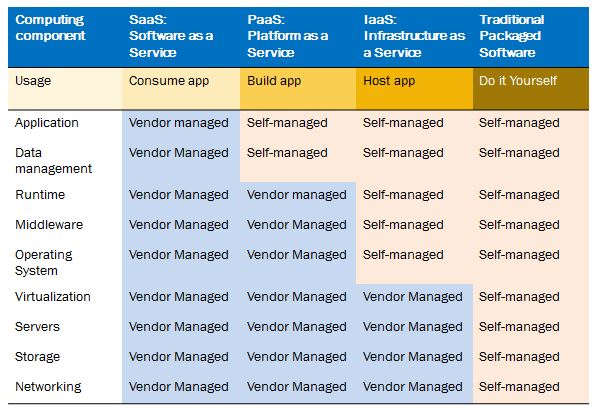 Computing component SaaS: Software as a Service PaaS: Platform as a Service IaaS: Infrastructure as a Service Traditional Packaged Software
Usage Consume app Build app Host app Do it Yourself
Application Vendor managed Self-managed Self-managed Self-managed
Data management Vendor Managed Self-managed Self-managed Self-managed
Runtime Vendor Managed Vendor managed Self-managed Self-managed
Middleware Vendor Managed Vendor Managed Self-managed Self-managed
Operating System Vendor Managed Vendor Managed Self-managed Self-managed
Virtualization Vendor Managed Vendor Managed Vendor Managed Self-managed
Servers Vendor Managed Vendor Managed Vendor Managed Self-managed
Storage Vendor Managed Vendor Managed Vendor Managed Self-managed
Networking Vendor Managed Vendor Managed Vendor Managed Self-managed